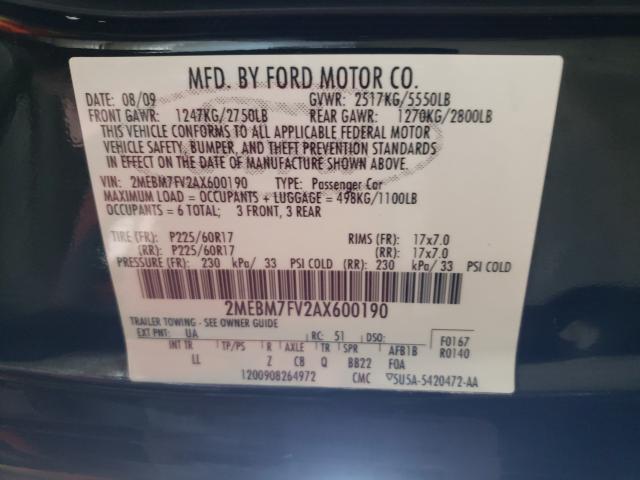 MFD. BY FORD MOTOR CO.
DATE: 08/09 GVWR: 2517KG/5550LB
FRONT GAWR: 1247KG/2750LB REAR GAWR: 1270KG/2800LB
THIS VEHICLE CONFORMS TO ALL APPLICABLE FEDERAL MOTOR
VEHICLE SAFETY, BUMPER, AND THEFT PREVENTION STANDARDS
IN EFFECT ON THE DATE OF MANUFACTURE SHOWN ABOVE.
VIN: 2MEBM7FV2AX600190 TYPE: Passenger Car
MAXIMUM LOAD = OCCUPANTS + LUGGAGE = 498KG/1100LB
OCCUPANTS = 6 TOTAL; 3 FRONT, 3 REAR
TIRE (FR): P225/60R17 RIMS (FR): 17x7.0
(RR): P225/60R17 (RR): 17x7.0
PRESSURE (FR): 230 kPa/ 33 PSI COLD (RR): 230 kPa/ 33 PSI COLD
2MEBM7FV2AX600190
TRAILER TOWING - SEE OWNER GUIDE
EXT PNT: UA RC: 51 DSO: F0167
INT TR TP/PS R AXLE TR SPR AFB1B R0140
LL Z C8 Q BB22 F0A
1200908264972 CMC ▽5U5A-5420472-AA